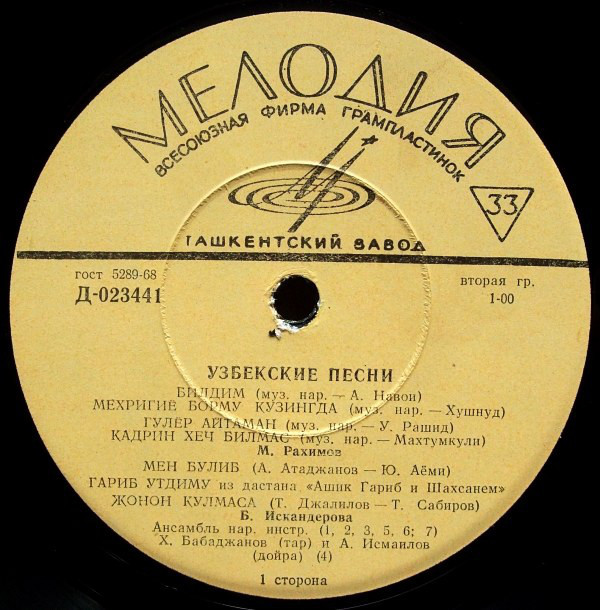 МЕЛОДИЯ
ВСЕСОЮЗНАЯ ФИРМА ГРАМПЛАСТИНОК
33
ТАШКЕНТСКИЙ ЗАВОД
гост 5289-68
Д-023441
вторая гр.
1-00
УЗБЕКСКИЕ ПЕСНИ
БИЛДИМ (муз. нар. — А. Навои)
МЕХРИГИЁ БОРМУ КУЗИНГДА (муз. нар. — Хушнуд)
ГУЛЁР АЙТАМАН (муз. нар. — У. Рашид)
КАДРИН ХЕЧ БИЛМАС (муз. нар. — Махтумкули)
М. Рахимов
МЕН БУЛИБ (А. Атаджанов — Ю. Аёми)
ГАРИБ УТДИМУ из дастана «Ашик Гариб и Шахсанем»
ЖОНОН КУЛМАСА (Т. Джалилов — Т. Сабиров)
Б. Искандерова
Ансамбль нар. инстр. (1, 2, 3, 5, 6; 7)
Х. Бабаджанов (тар) и А. Исмаилов
(дойра) (4)
1 сторона